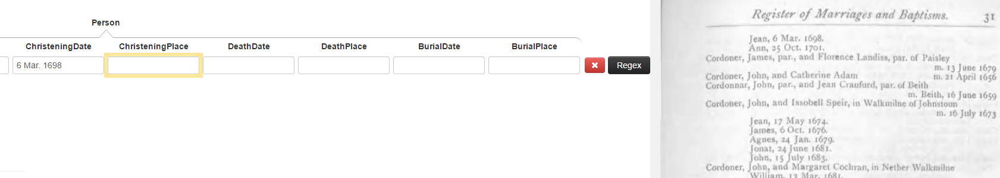 Person
ChristeningDate ChristeningPlace DeathDate DeathPlace BurialDate BurialPlace
6 Mar. 1698
Regex
Register of Marriages and Baptisms. 31
Jean, 6 Mar. 1698.
Ann, 25 Oct. 1701.
Cordoner, James, par., and Florence Landiss, par. of Paisley
m. 13 June 1679
Cordoner, John, and Catherine Adam m. 21 April 1656
Cordonnar, John, par., and Jean Craufurd, par. of Beith
m. Beith, 16 June 1659
Cordoner, John, and Issobell Speir, in Walkmilne of Johnstoun
m. 16 July 1673
Jean, 17 May 1674.
James, 6 Oct. 1676.
Agnes, 24 Jan. 1679.
Jonat, 24 June 1681.
John, 15 July 1683.
Cordoner, John, and Margaret Cochran, in Nether Walkmilne
William, 13 Mar. 1681.